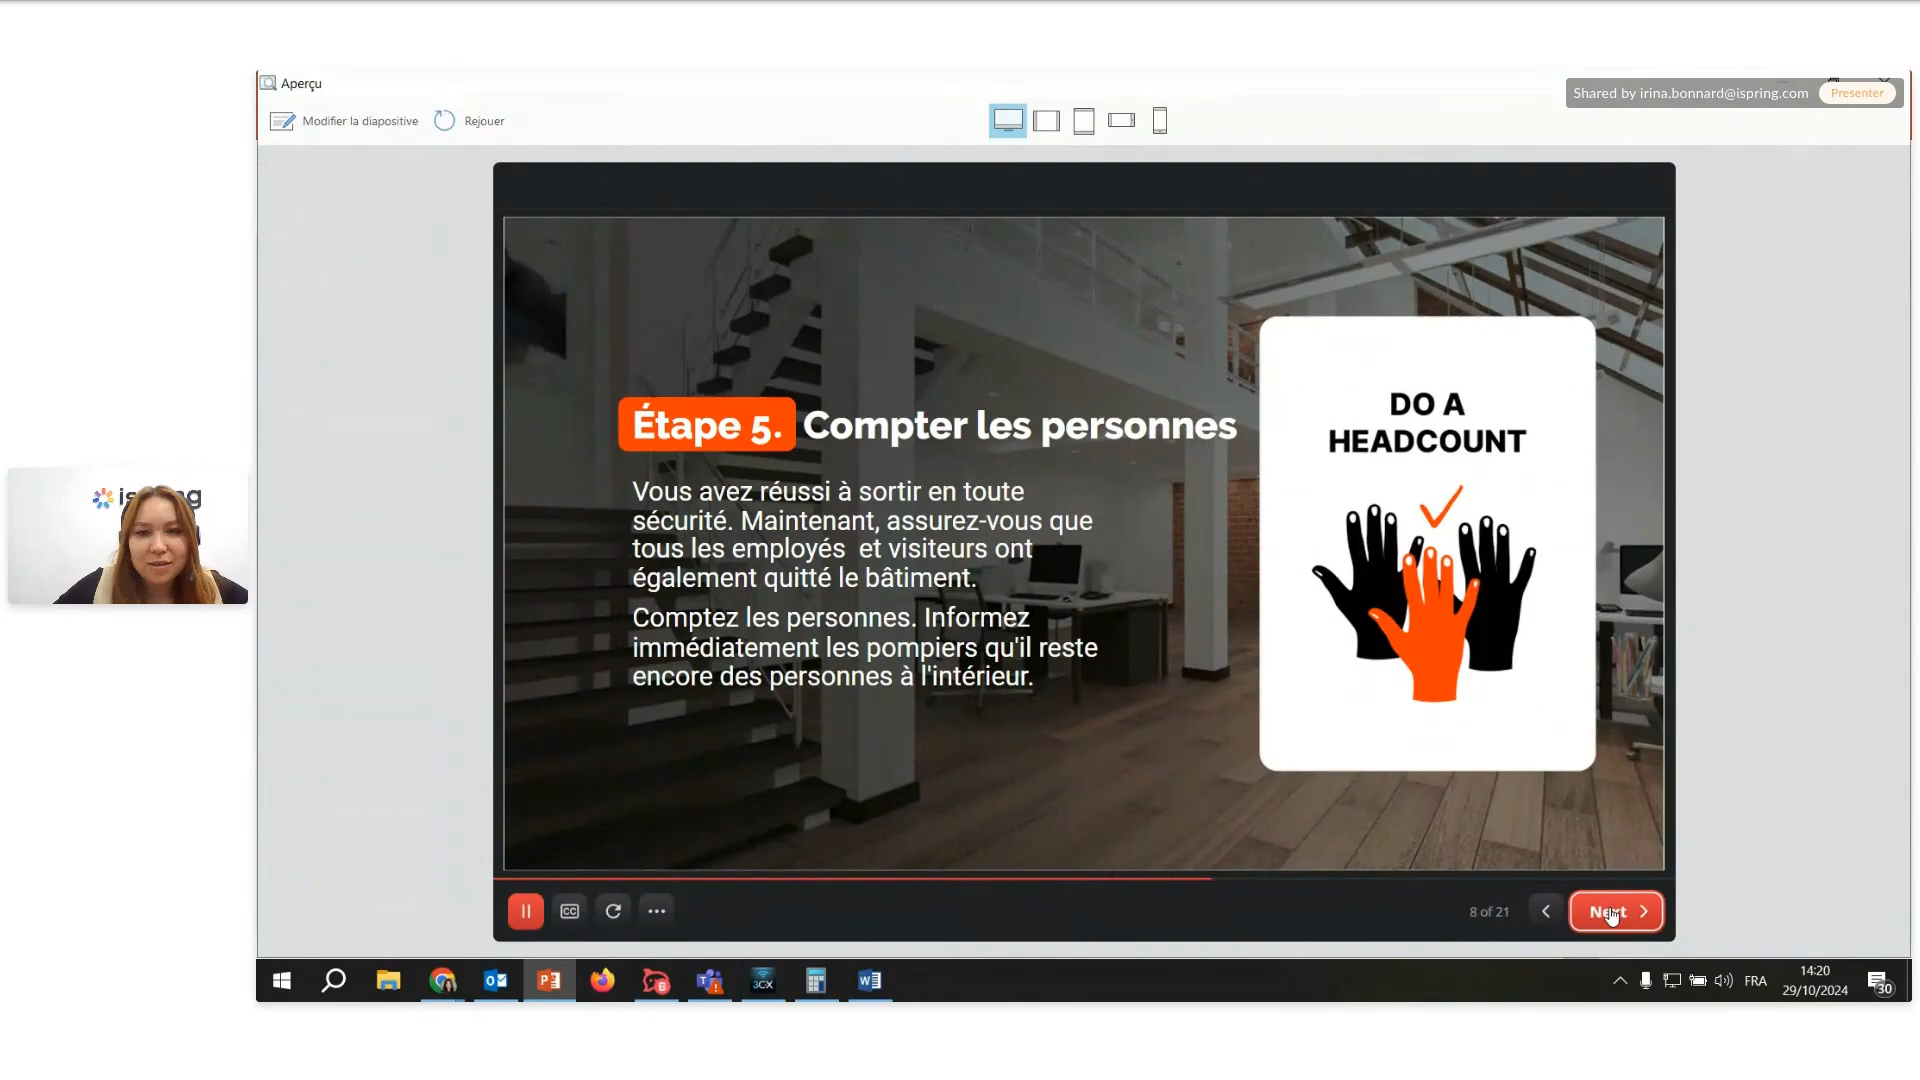 Aperçu
Shared by irina.bonnard@ispring.com
Presenter
Modifier la diapositive
Rejouer
Étape 5. Compter les personnes
Vous avez réussi à sortir en toute
sécurité. Maintenant, assurez-vous que
tous les employés  et visiteurs ont
également quitté le bâtiment.
Comptez les personnes. Informez
immédiatement les pompiers qu'il reste
encore des personnes à l'intérieur.
DO A
HEADCOUNT
CC
8 of 21
Next
3CX
FRA
14:20
29/10/2024
30